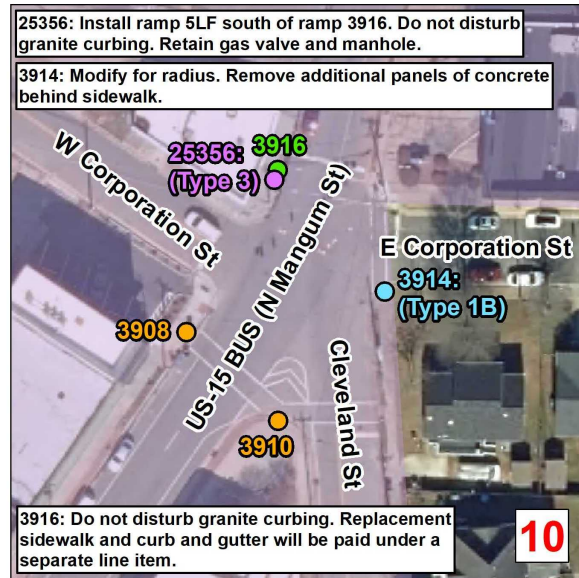 25356: Install ramp 5LF south of ramp 3916. Do not disturb
granite curbing. Retain gas valve and manhole.
3914: Modify for radius. Remove additional panels of concrete
behind sidewalk.
W Corporation St
3916
25356:
(Type 3)
US-15 BUS (N Mangum St)
E Corporation St
3914:
(Type 1B)
3908
Cleveland St
3910
3916: Do not disturb granite curbing. Replacement
sidewalk and curb and gutter will be paid under a
separate line item.
10